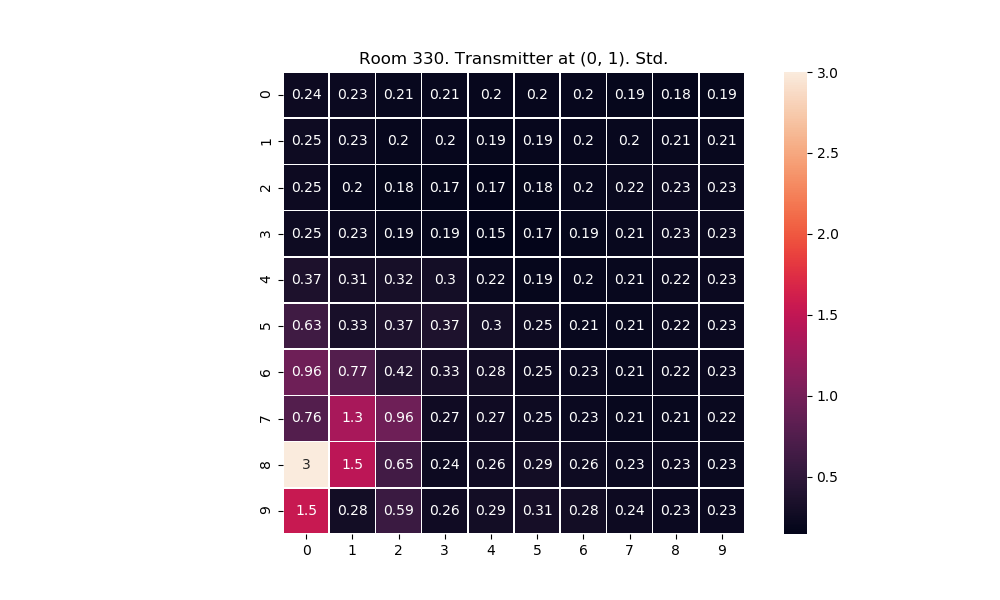 Room 330. Transmitter at (0, 1). Std.
0 0.24 0.23 0.21 0.21 0.2 0.2 0.2 0.19 0.18 0.19
1 0.25 0.23 0.2 0.2 0.19 0.19 0.2 0.2 0.21 0.21
2 0.25 0.2 0.18 0.17 0.17 0.18 0.2 0.22 0.23 0.23
3 0.25 0.23 0.19 0.19 0.15 0.17 0.19 0.21 0.23 0.23
4 0.37 0.31 0.32 0.3 0.22 0.19 0.2 0.21 0.22 0.23
5 0.63 0.33 0.37 0.37 0.3 0.25 0.21 0.21 0.22 0.23
6 0.96 0.77 0.42 0.33 0.28 0.25 0.23 0.21 0.22 0.23
7 0.76 1.3 0.96 0.27 0.27 0.25 0.23 0.21 0.21 0.22
8 3 1.5 0.65 0.24 0.26 0.29 0.26 0.23 0.23 0.23
9 1.5 0.28 0.59 0.26 0.29 0.31 0.28 0.24 0.23 0.23
0 1 2 3 4 5 6 7 8 9
3.0
2.5
2.0
1.5
1.0
0.5